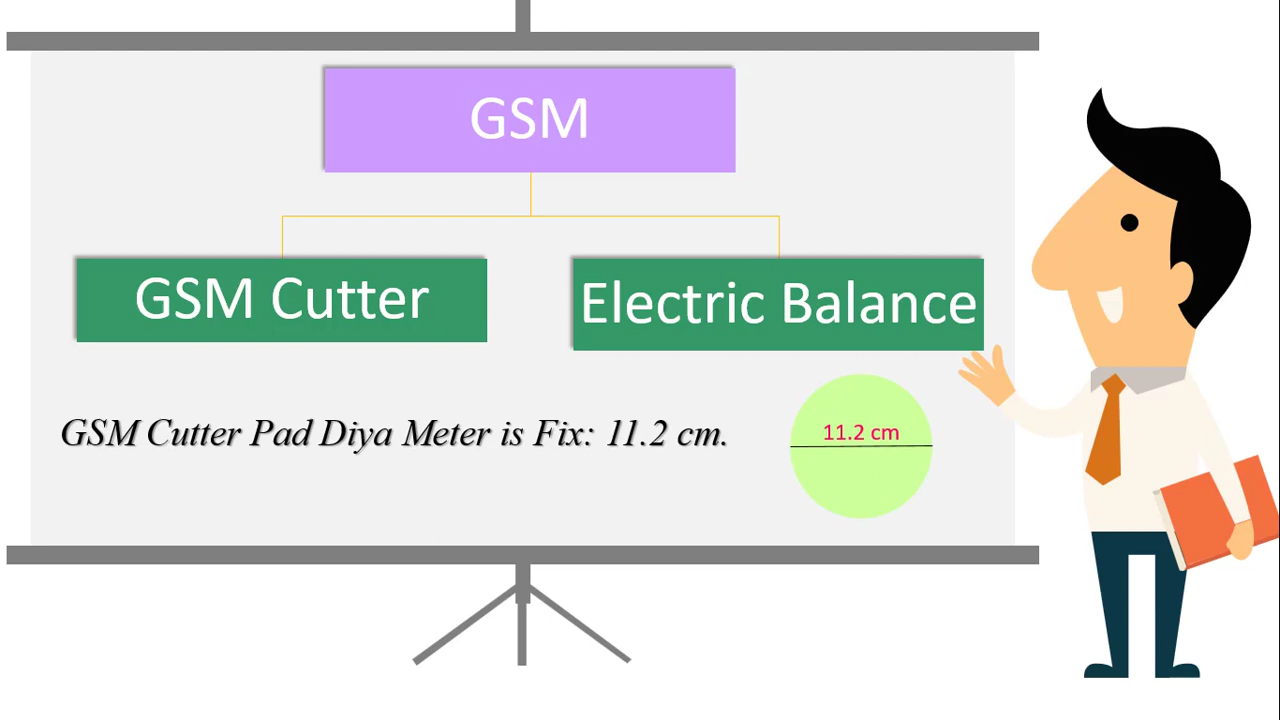 GSM
GSM Cutter
Electric Balance
GSM Cutter Pad Diya Meter is Fix: 11.2 cm.
11.2 cm